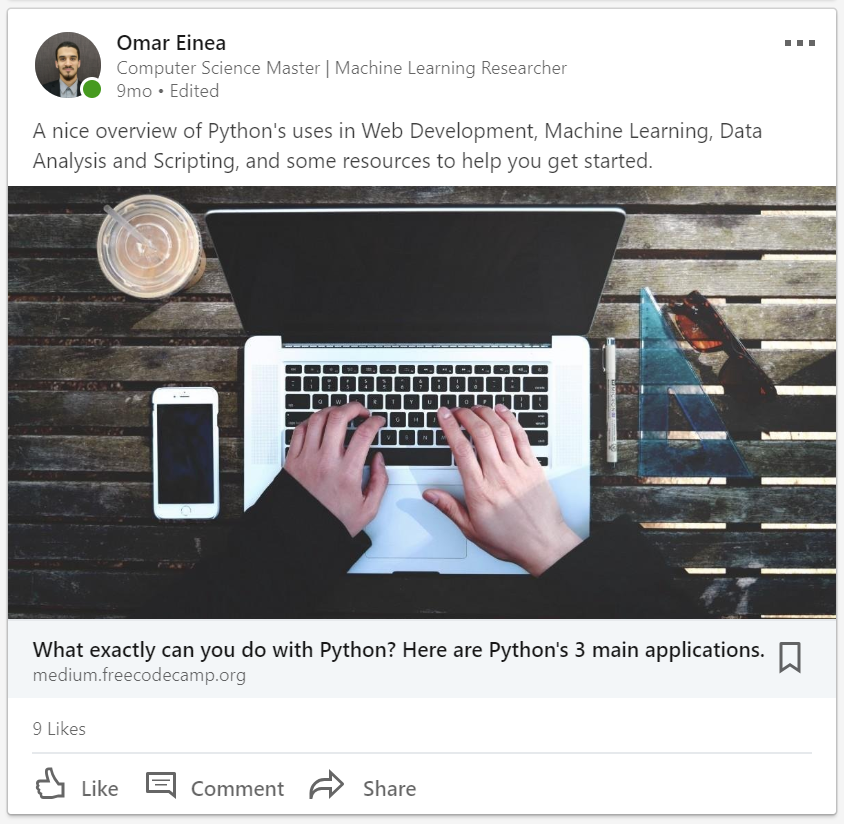 Omar Einea
Computer Science Master | Machine Learning Researcher
9mo • Edited
A nice overview of Python's uses in Web Development, Machine Learning, Data
Analysis and Scripting, and some resources to help you get started.
What exactly can you do with Python? Here are Python's 3 main applications.
medium.freecodecamp.org
9 Likes
Like Comment Share